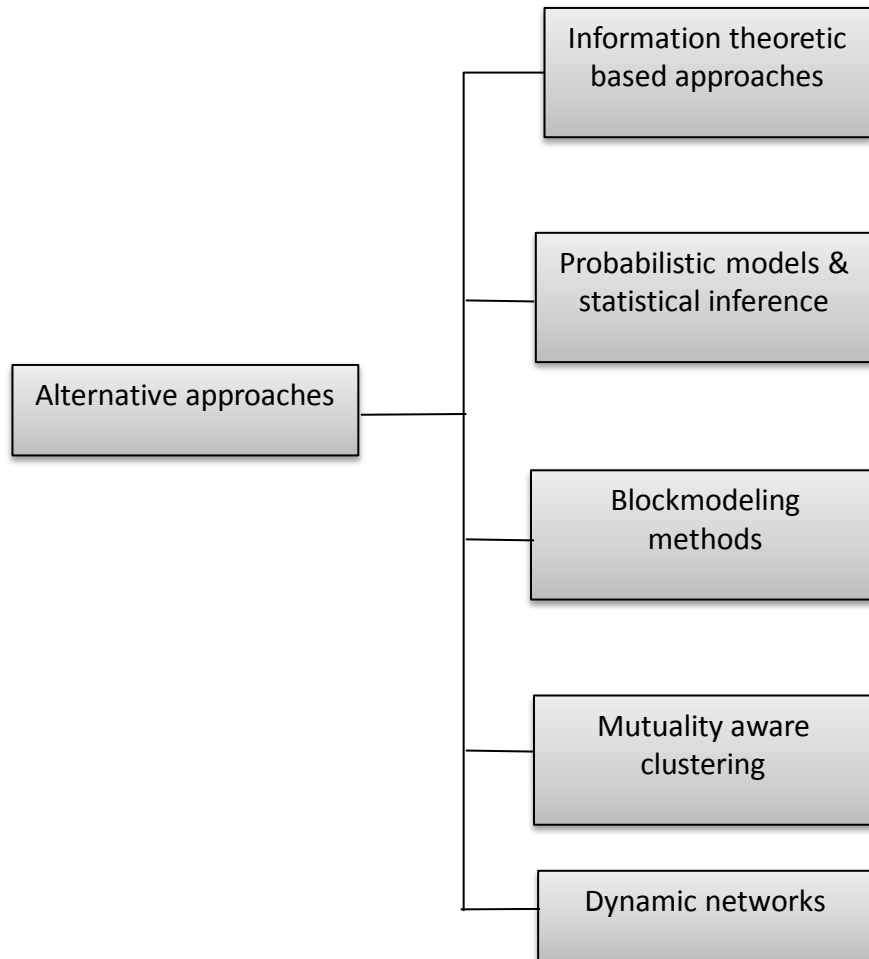 Information theoretic
based approaches
Probabilistic models &
statistical inference
Alternative approaches
Blockmodeling
methods
Mutuality aware
clustering
Dynamic networks